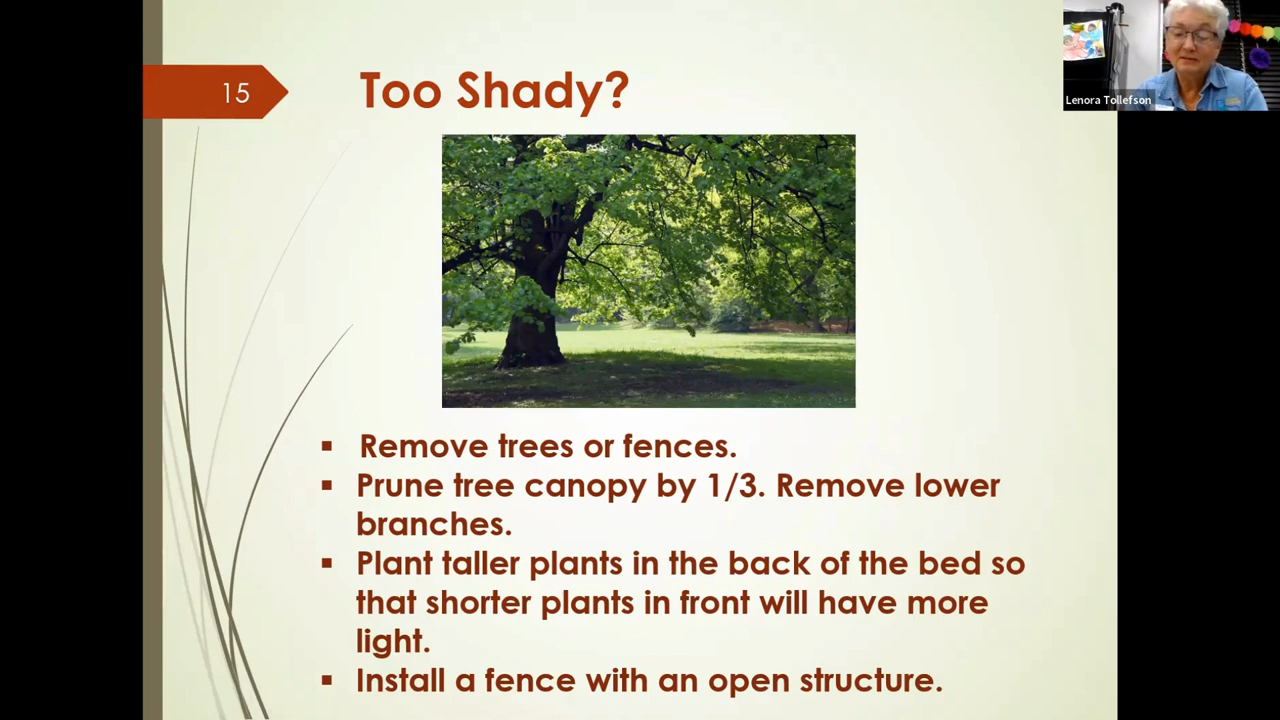 15
Too Shady?
Lenora Tollefson
▪ Remove trees or fences.
▪ Prune tree canopy by 1/3. Remove lower
branches.
▪ Plant taller plants in the back of the bed so
that shorter plants in front will have more
light.
▪ Install a fence with an open structure.